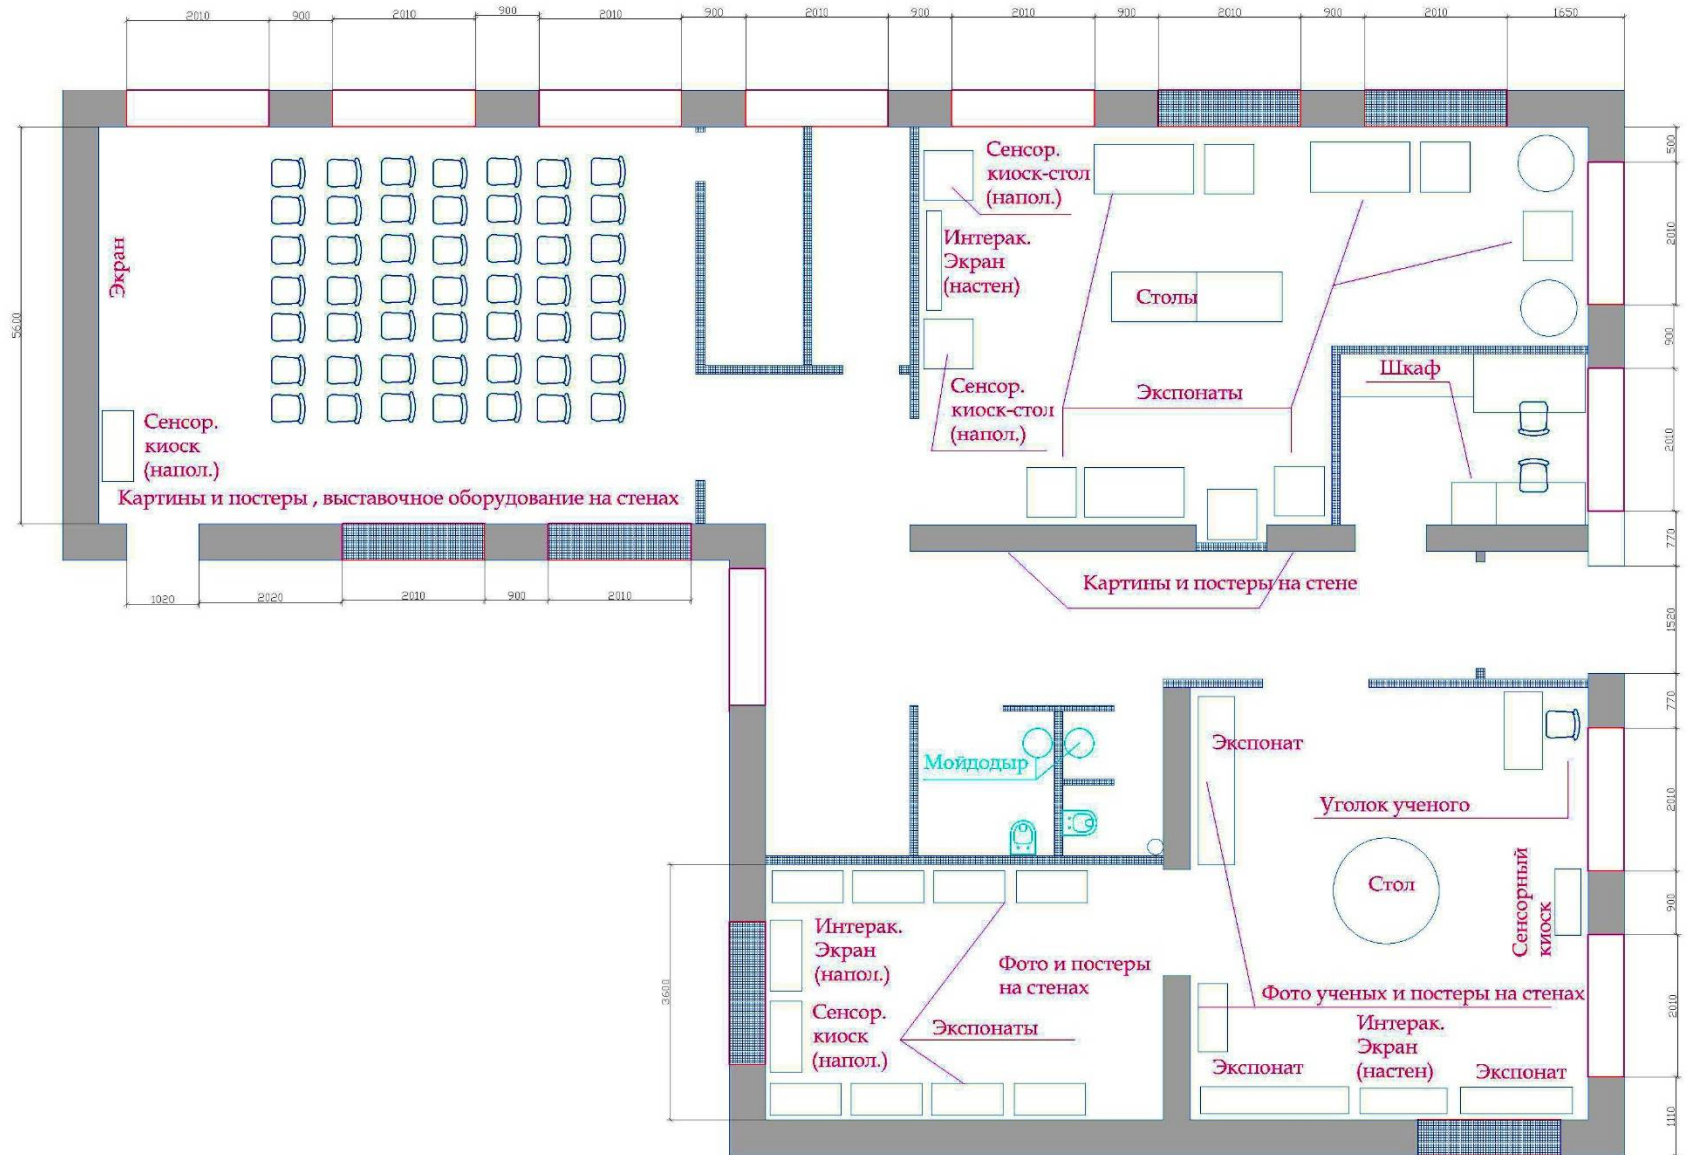 2010 900 2010 900 2010 900 2010 900 2010 900 2010 900 2010 1650
5600
Экран
Сенсор.
киоск
(напол.)
Картины и постеры , выставочное оборудование на стенах
1020 2020 2010 900 2010
Сенсор.
киоск-стол
(напол.)
Интерак.
Экран
(настен)
Сенсор.
киоск-стол
(напол.)
Столы
Экспонаты
Шкаф
500
2010
900
2010
770
1520
770
2010
900
2010
1110
Картины и постеры на стене
Мойдодыр
Экспонат
Уголок ученого
Стол
Сенсорный
киоск
Фото ученых и постеры на стенах
Интерак.
Экран
(настен)
Экспонат
Экспонат
3600
Интерак.
Экран
(напол.)
Сенсор.
киоск
(напол.)
Фото и постеры
на стенах
Экспонаты